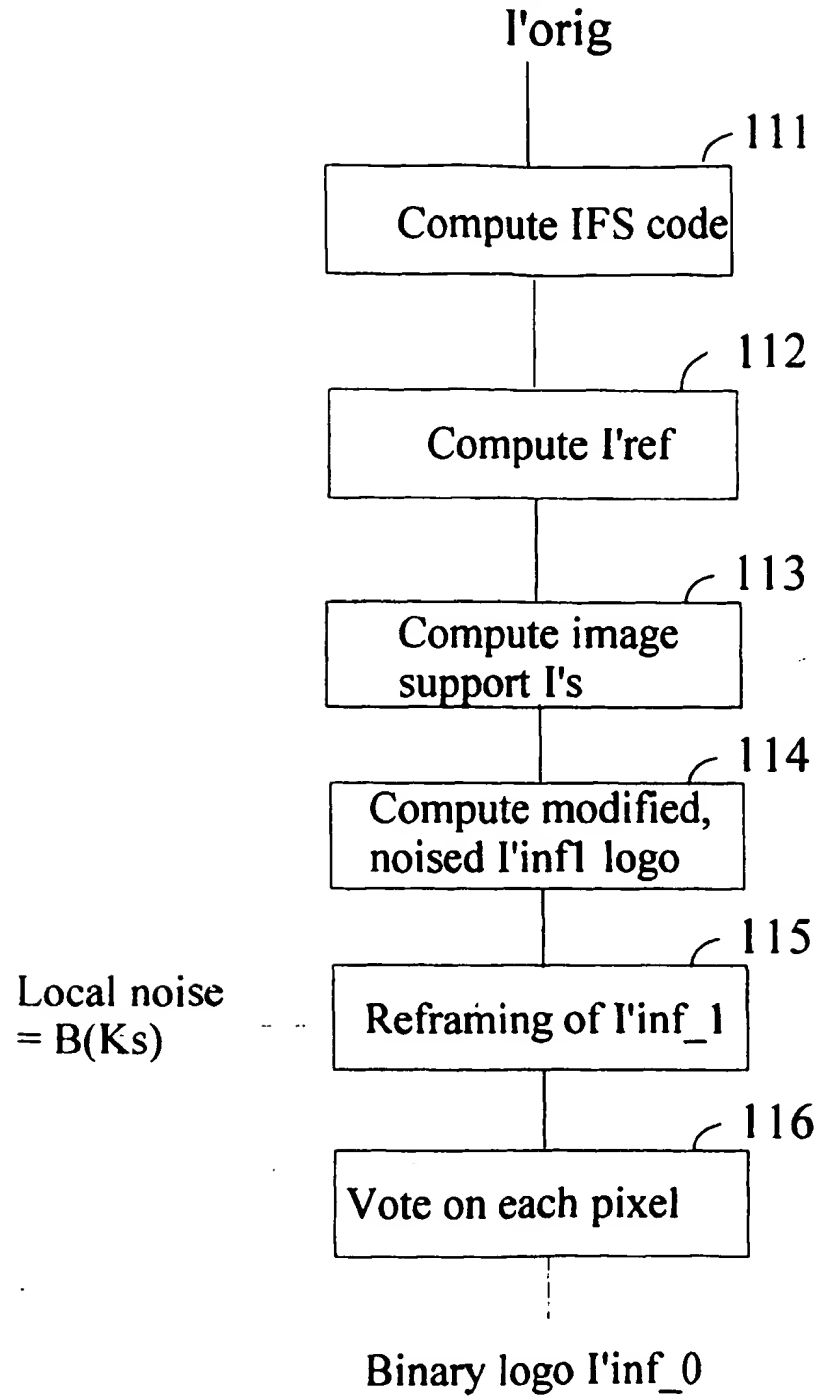 I'orig
111
Compute IFS code
112
Compute I'ref
113
Compute image
support I's
114
Compute modified,
noised I'inf1 logo
115
Local noise
= B(Ks)
Reframing of I'inf_1
116
Vote on each pixel
Binary logo I'inf_0